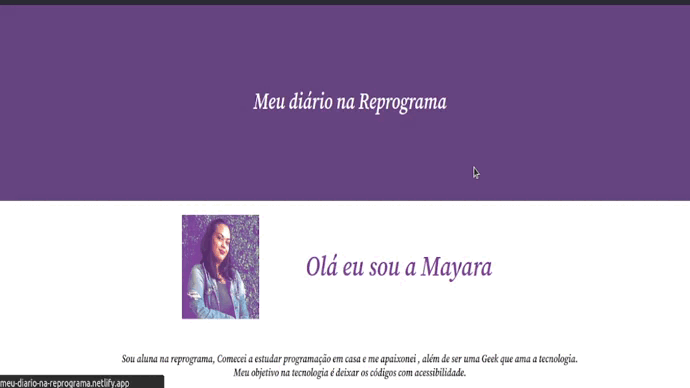 Meu diário na Reprograma
Olá eu sou a Mayara
Sou aluna na reprograma, Comecei a estudar programação em casa e me apaixonei , além de ser uma Geek que ama a tecnologia.
Meu objetivo na tecnologia é deixar os códigos com acessibilidade.
meu-diario-na-reprograma.netlify.app